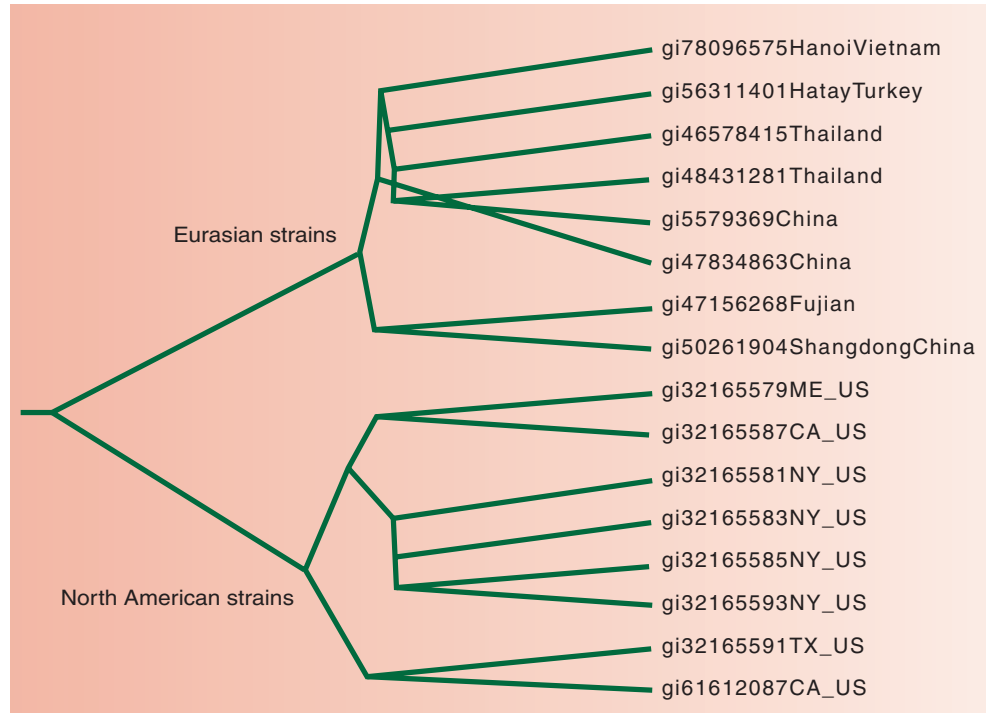 gi78096575HanoiVietnam
gi56311401HatayTurkey
gi46578415Thailand
gi48431281Thailand
gi5579369China
Eurasian strains
gi47834863China
gi47156268Fujian
gi50261904ShangdongChina
gi32165579ME_US
gi32165587CA_US
gi32165581NY_US
gi32165583NY_US
gi32165585NY_US
North American strains
gi32165593NY_US
gi32165591TX_US
gi61612087CA_US